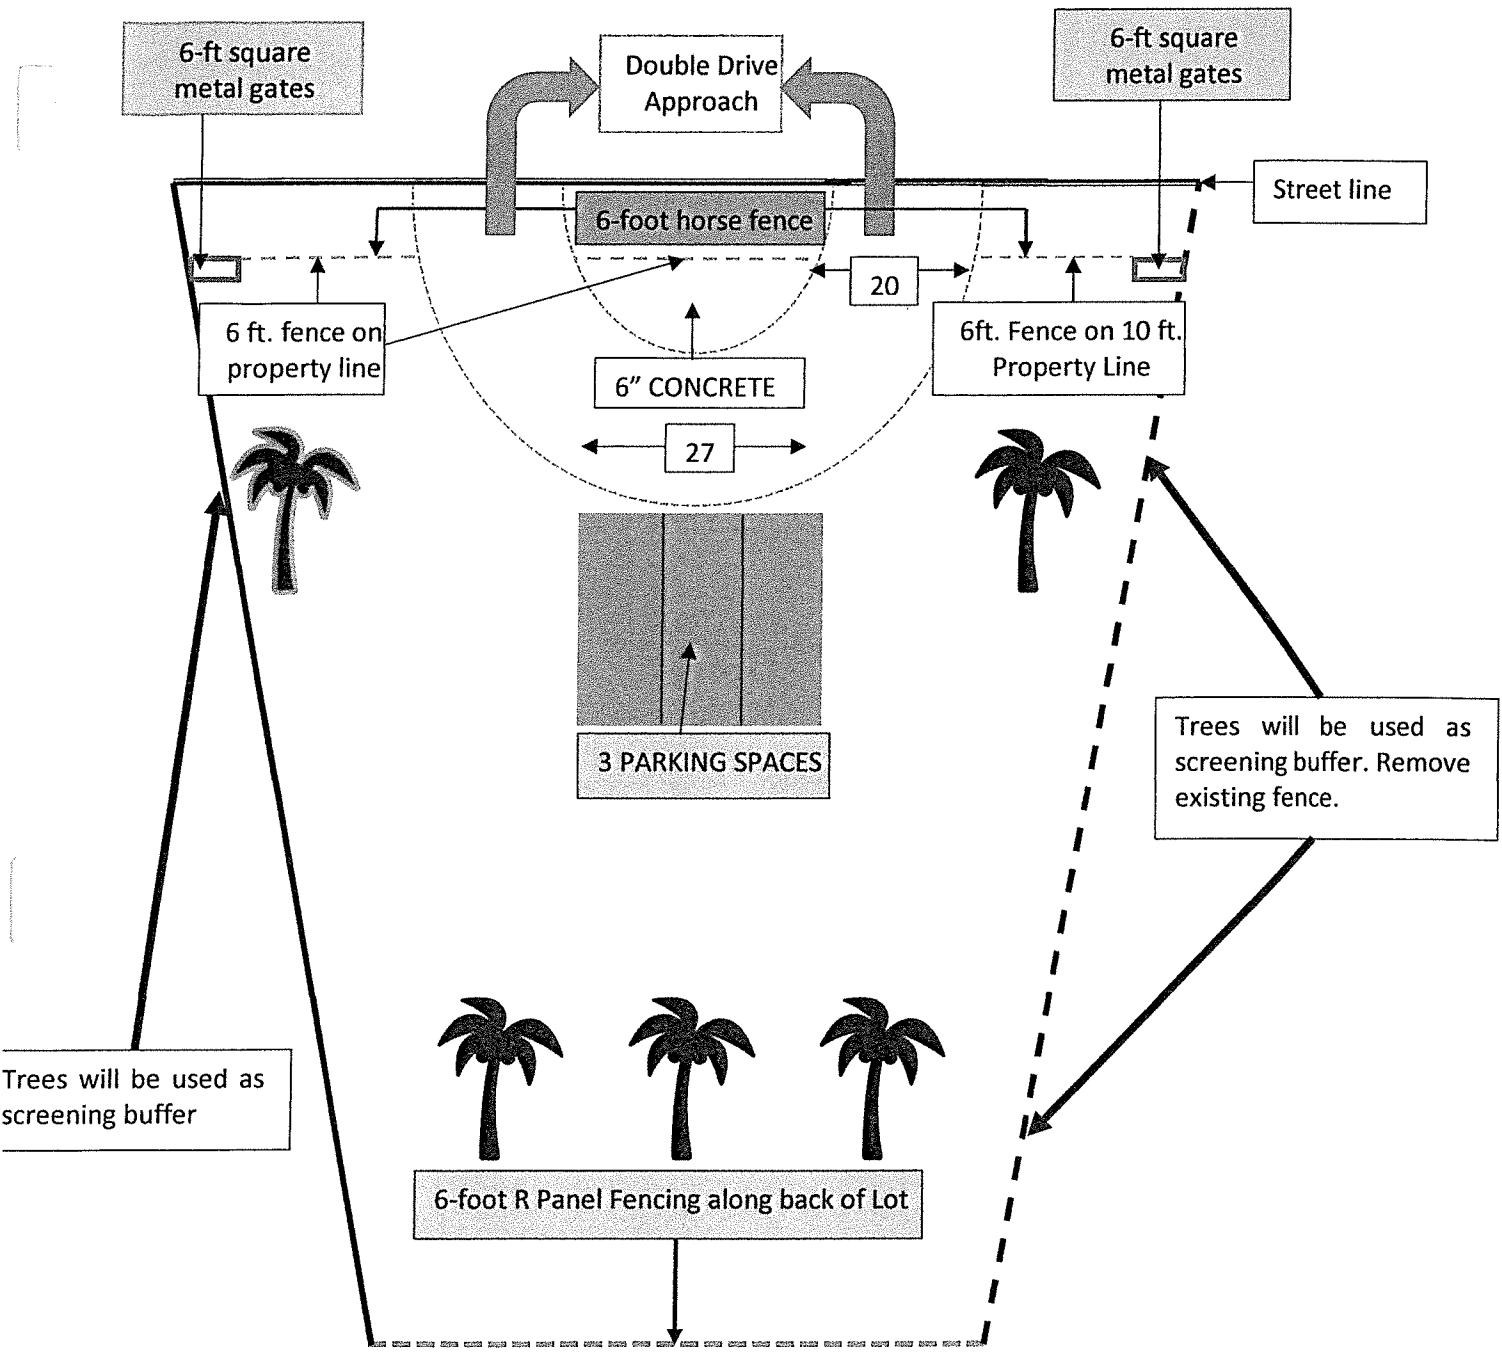 6-ft square
metal gates
Double Drive
Approach
6-ft square
metal gates
Street line
6-foot horse fence
20
6 ft. fence on
property line
6ft. Fence on 10 ft.
Property Line
6” CONCRETE
27
3 PARKING SPACES
Trees will be used as
screening buffer. Remove
existing fence.
Trees will be used as
screening buffer
6-foot R Panel Fencing along back of Lot